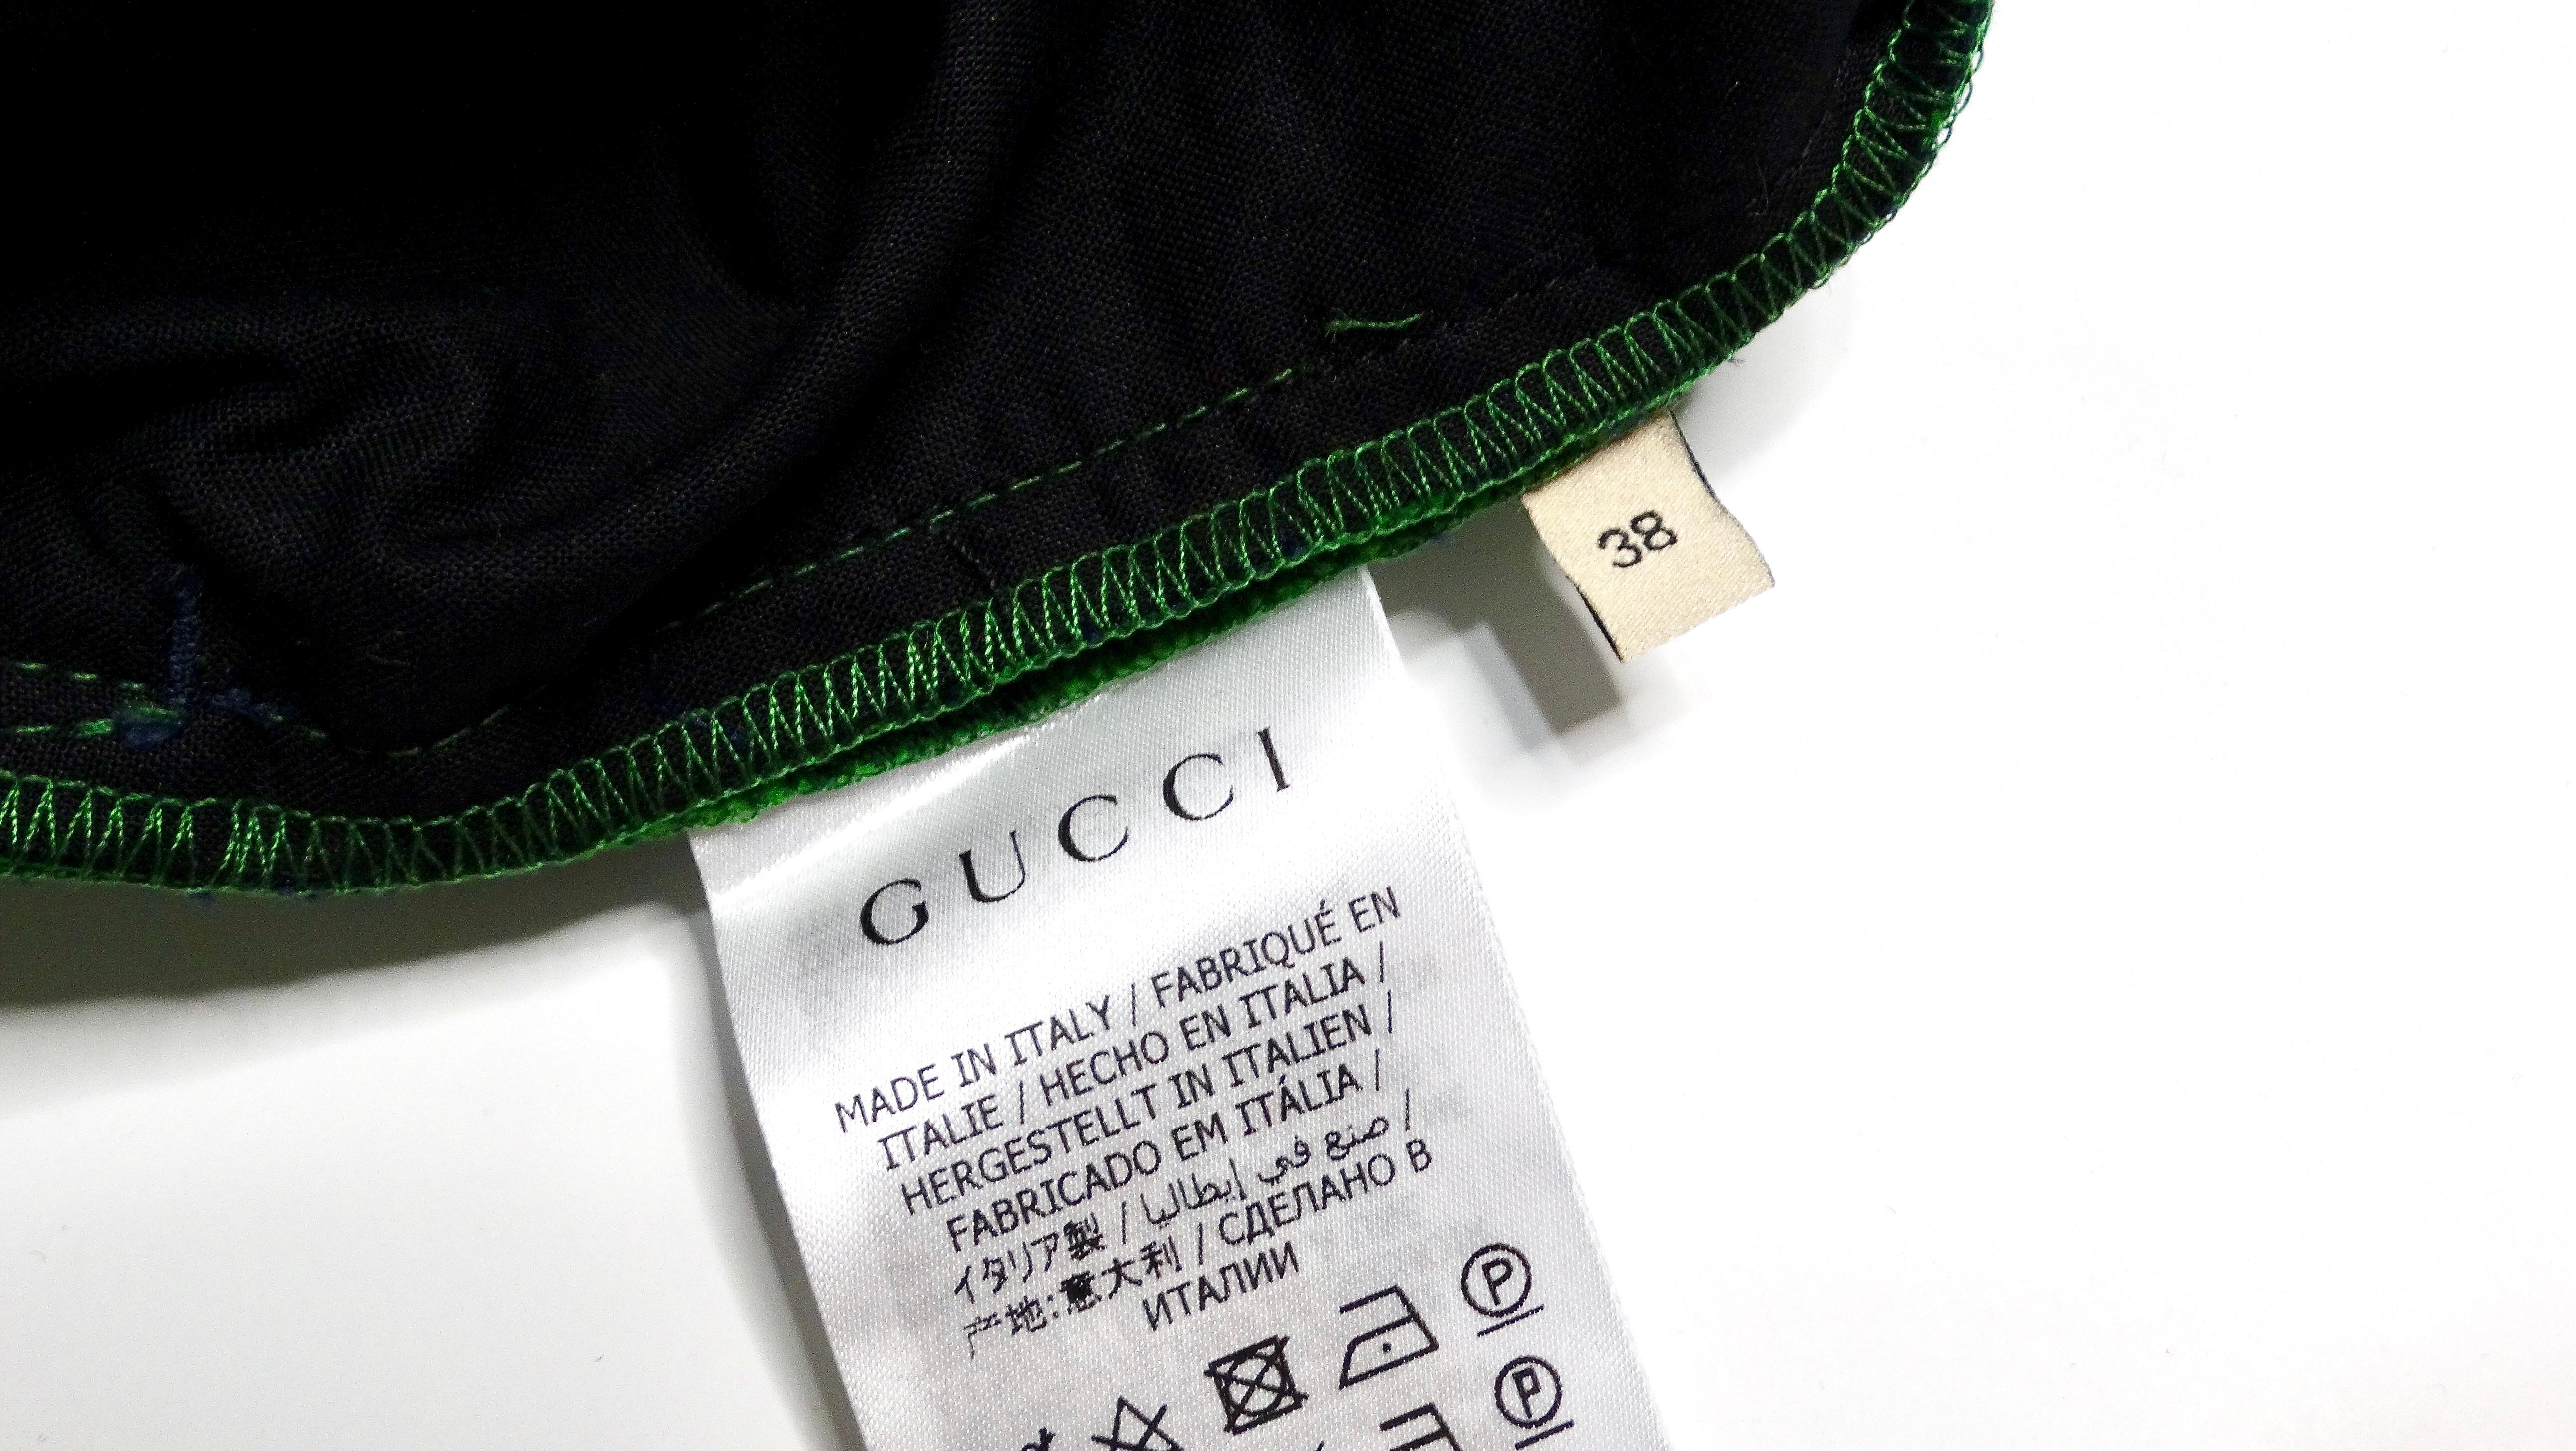 38
GUCCI
MADE IN ITALY / FABRIQUÉ EN
ITALIE / HECHO EN ITALIA /
HERGESTELLT IN ITALIEN /
FABRICADO EM ITÁLIA /
イタリア製 / صنع في إيطاليا /
产地:意大利 / СДЕЛАНО В
ИТАЛИИ
P
P